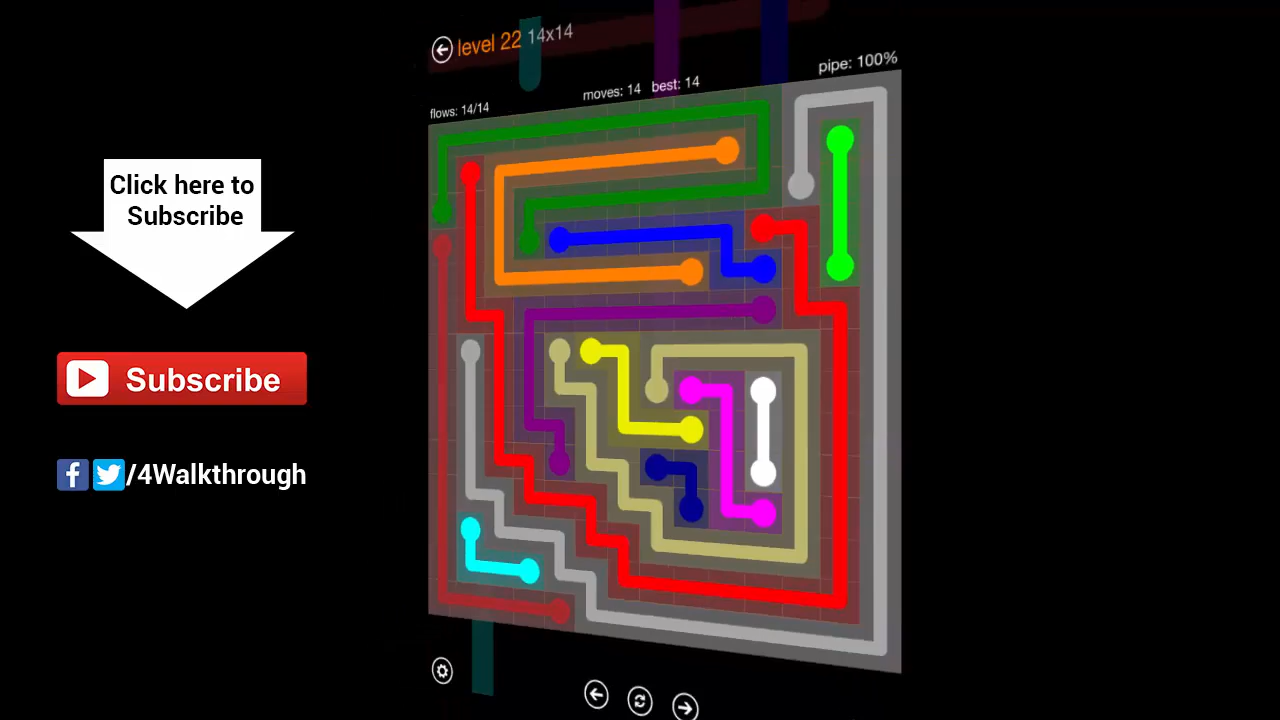 level 22 14x14
pipe: 100%
flows: 14/14
moves: 14 best: 14
Click here to
Subscribe
Subscribe
/4Walkthrough